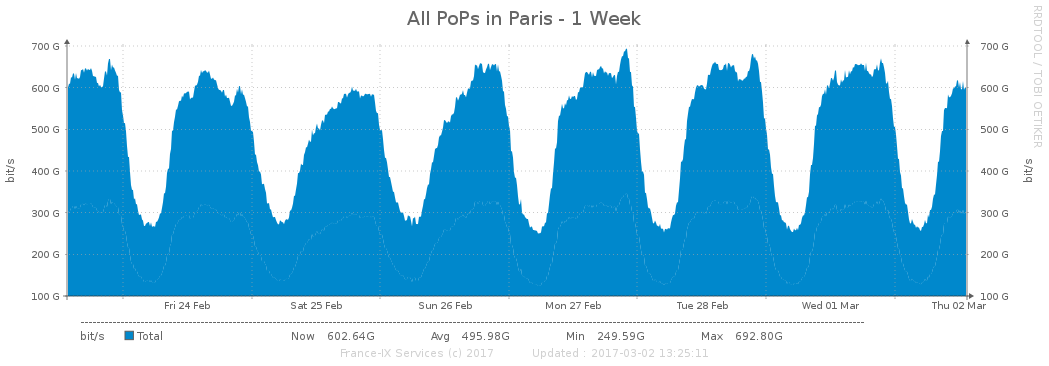 All PoPs in Paris - 1 Week
RRDTOOL / TOBI OETIKER
bit/s
700 G
600 G
500 G
400 G
300 G
200 G
100 G
700 G
600 G
500 G
400 G
300 G
200 G
100 G
bit/s
Fri 24 Feb Sat 25 Feb Sun 26 Feb Mon 27 Feb Tue 28 Feb Wed 01 Mar Thu 02 Mar
bit/s Total Now 602.64G Avg 495.98G Min 249.59G Max 692.80G
France-IX Services (c) 2017 Updated : 2017-03-02 13:25:11